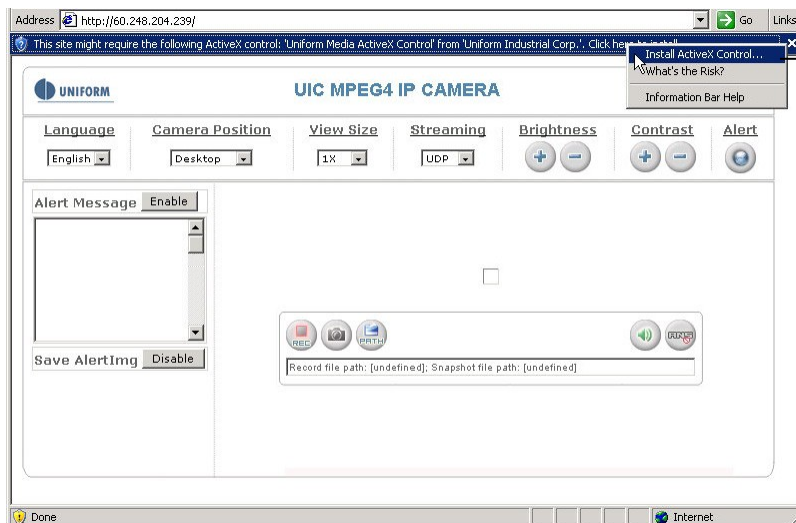 Address http://60.248.204.239/ Go Links
This site might require the following ActiveX control: 'Uniform Media ActiveX Control' from 'Uniform Industrial Corp.'. Click here to install
Install ActiveX Control...
What's the Risk?
Information Bar Help
UNIFORM
UIC MPEG4 IP CAMERA
Language Camera Position View Size Streaming Brightness Contrast Alert
English Desktop 1X UDP
Alert Message Enable
REC PATH
Record file path: [undefined]; Snapshot file path: [undefined]
Save AlertImg Disable
Done Internet